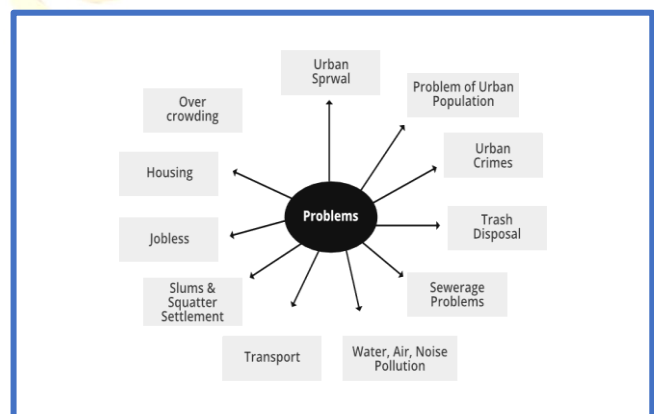 Urban
Sprwal
Problem of Urban
Population
Over
crowding
Urban
Crimes
Housing
Problems
Trash
Disposal
Jobless
Slums &
Squatter
Settlement
Sewerage
Problems
Transport
Water, Air, Noise
Pollution